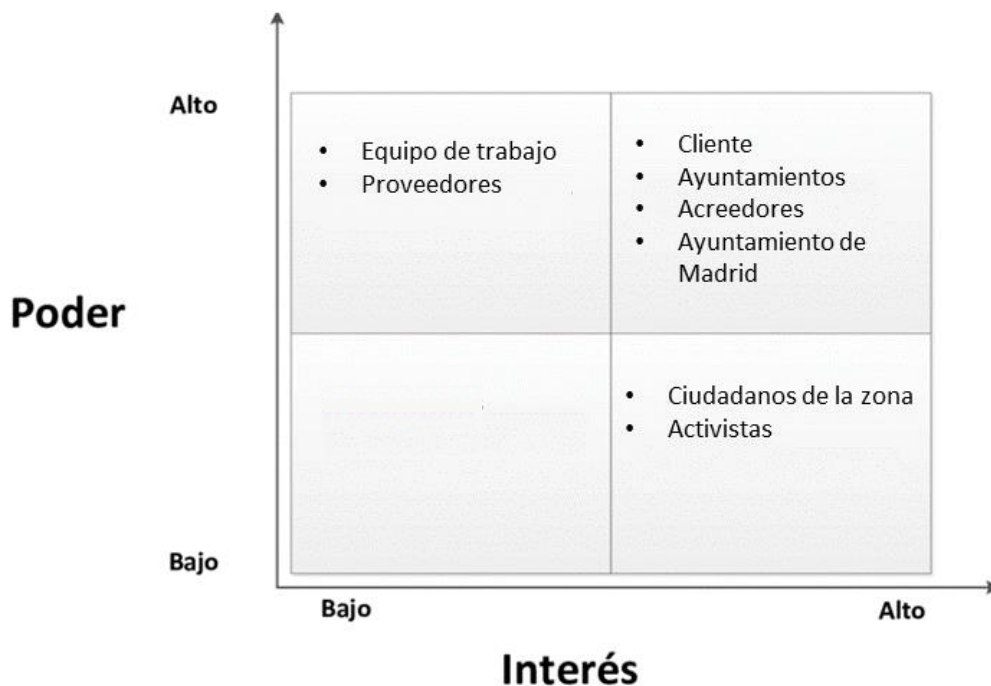 Alto
• Equipo de trabajo
• Proveedores
• Cliente
• Ayuntamientos
• Acreedores
• Ayuntamiento de
Madrid
Poder
• Ciudadanos de la zona
• Activistas
Bajo
Bajo
Alto
Interés